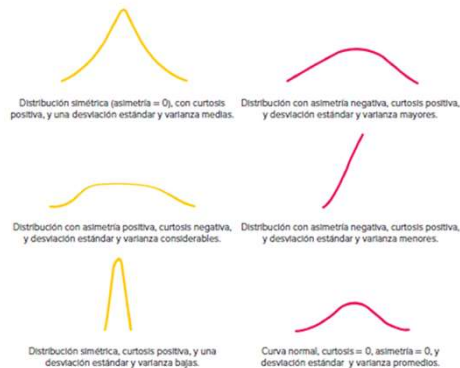 Distribución simétrica (asimetría = 0), con curtosis
positiva, y una desviación estándar y varianza medias.
Distribución con asimetría negativa, curtosis positiva,
y desviación estándar y varianza mayores.
Distribución con asimetría positiva, curtosis negativa,
y desviación estándar y varianza considerables.
Distribución con asimetría negativa, curtosis positiva,
y desviación estándar y varianza menores.
Distribución simétrica, curtosis positiva, y una
desviación estándar y varianza bajas.
Curva normal, curtosis = 0, asimetría = 0, y
desviación estándar y varianza promedios.